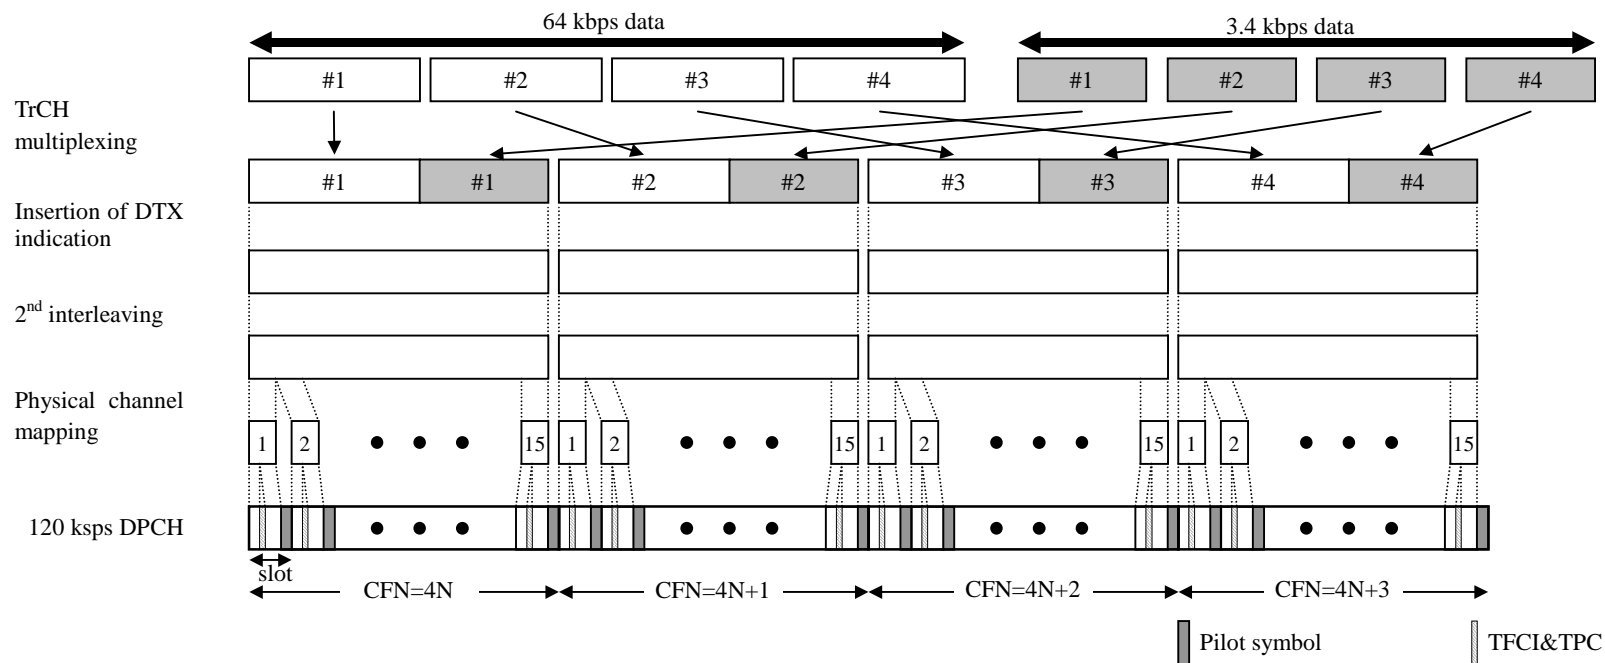 64 kbps data 3.4 kbps data
#1 #2 #3 #4 #1 #2 #3 #4
TrCH
multiplexing
#1 #1 #2 #2 #3 #3 #4 #4
Insertion of DTX
indication
2nd interleaving
Physical channel
mapping
1 2 15 1 2 15 1 2 15 1 2 15
120 ksps DPCH
slot
CFN=4N CFN=4N+1 CFN=4N+2 CFN=4N+3
Pilot symbol TFCI&TPC